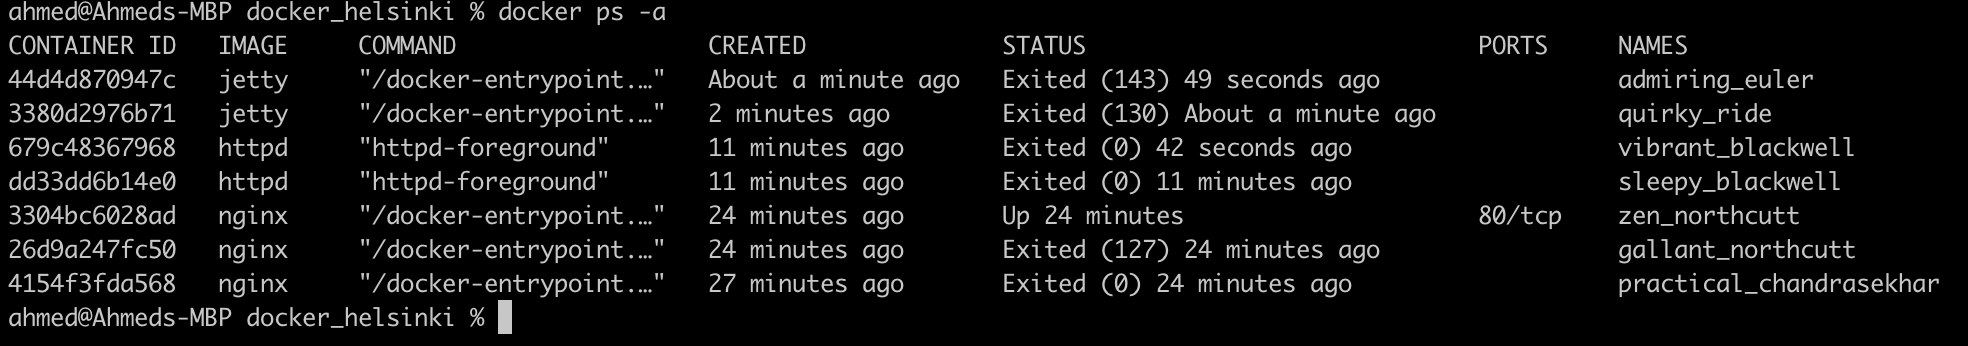 ahmed@Ahmeds-MBP docker_helsinki % docker ps -a
CONTAINER ID   IMAGE     COMMAND                  CREATED              STATUS                            PORTS     NAMES
44d4d870947c   jetty     "/docker-entrypoint.…"   About a minute ago   Exited (143) 49 seconds ago                 admiring_euler
3380d2976b71   jetty     "/docker-entrypoint.…"   2 minutes ago        Exited (130) About a minute ago             quirky_ride
679c48367968   httpd     "httpd-foreground"       11 minutes ago       Exited (0) 42 seconds ago                   vibrant_blackwell
dd33dd6b14e0   httpd     "httpd-foreground"       11 minutes ago       Exited (0) 11 minutes ago                   sleepy_blackwell
3304bc6028ad   nginx     "/docker-entrypoint.…"   24 minutes ago       Up 24 minutes                     80/tcp    zen_northcutt
26d9a247fc50   nginx     "/docker-entrypoint.…"   24 minutes ago       Exited (127) 24 minutes ago                 gallant_northcutt
4154f3fda568   nginx     "/docker-entrypoint.…"   27 minutes ago       Exited (0) 24 minutes ago                   practical_chandrasekhar
ahmed@Ahmeds-MBP docker_helsinki %